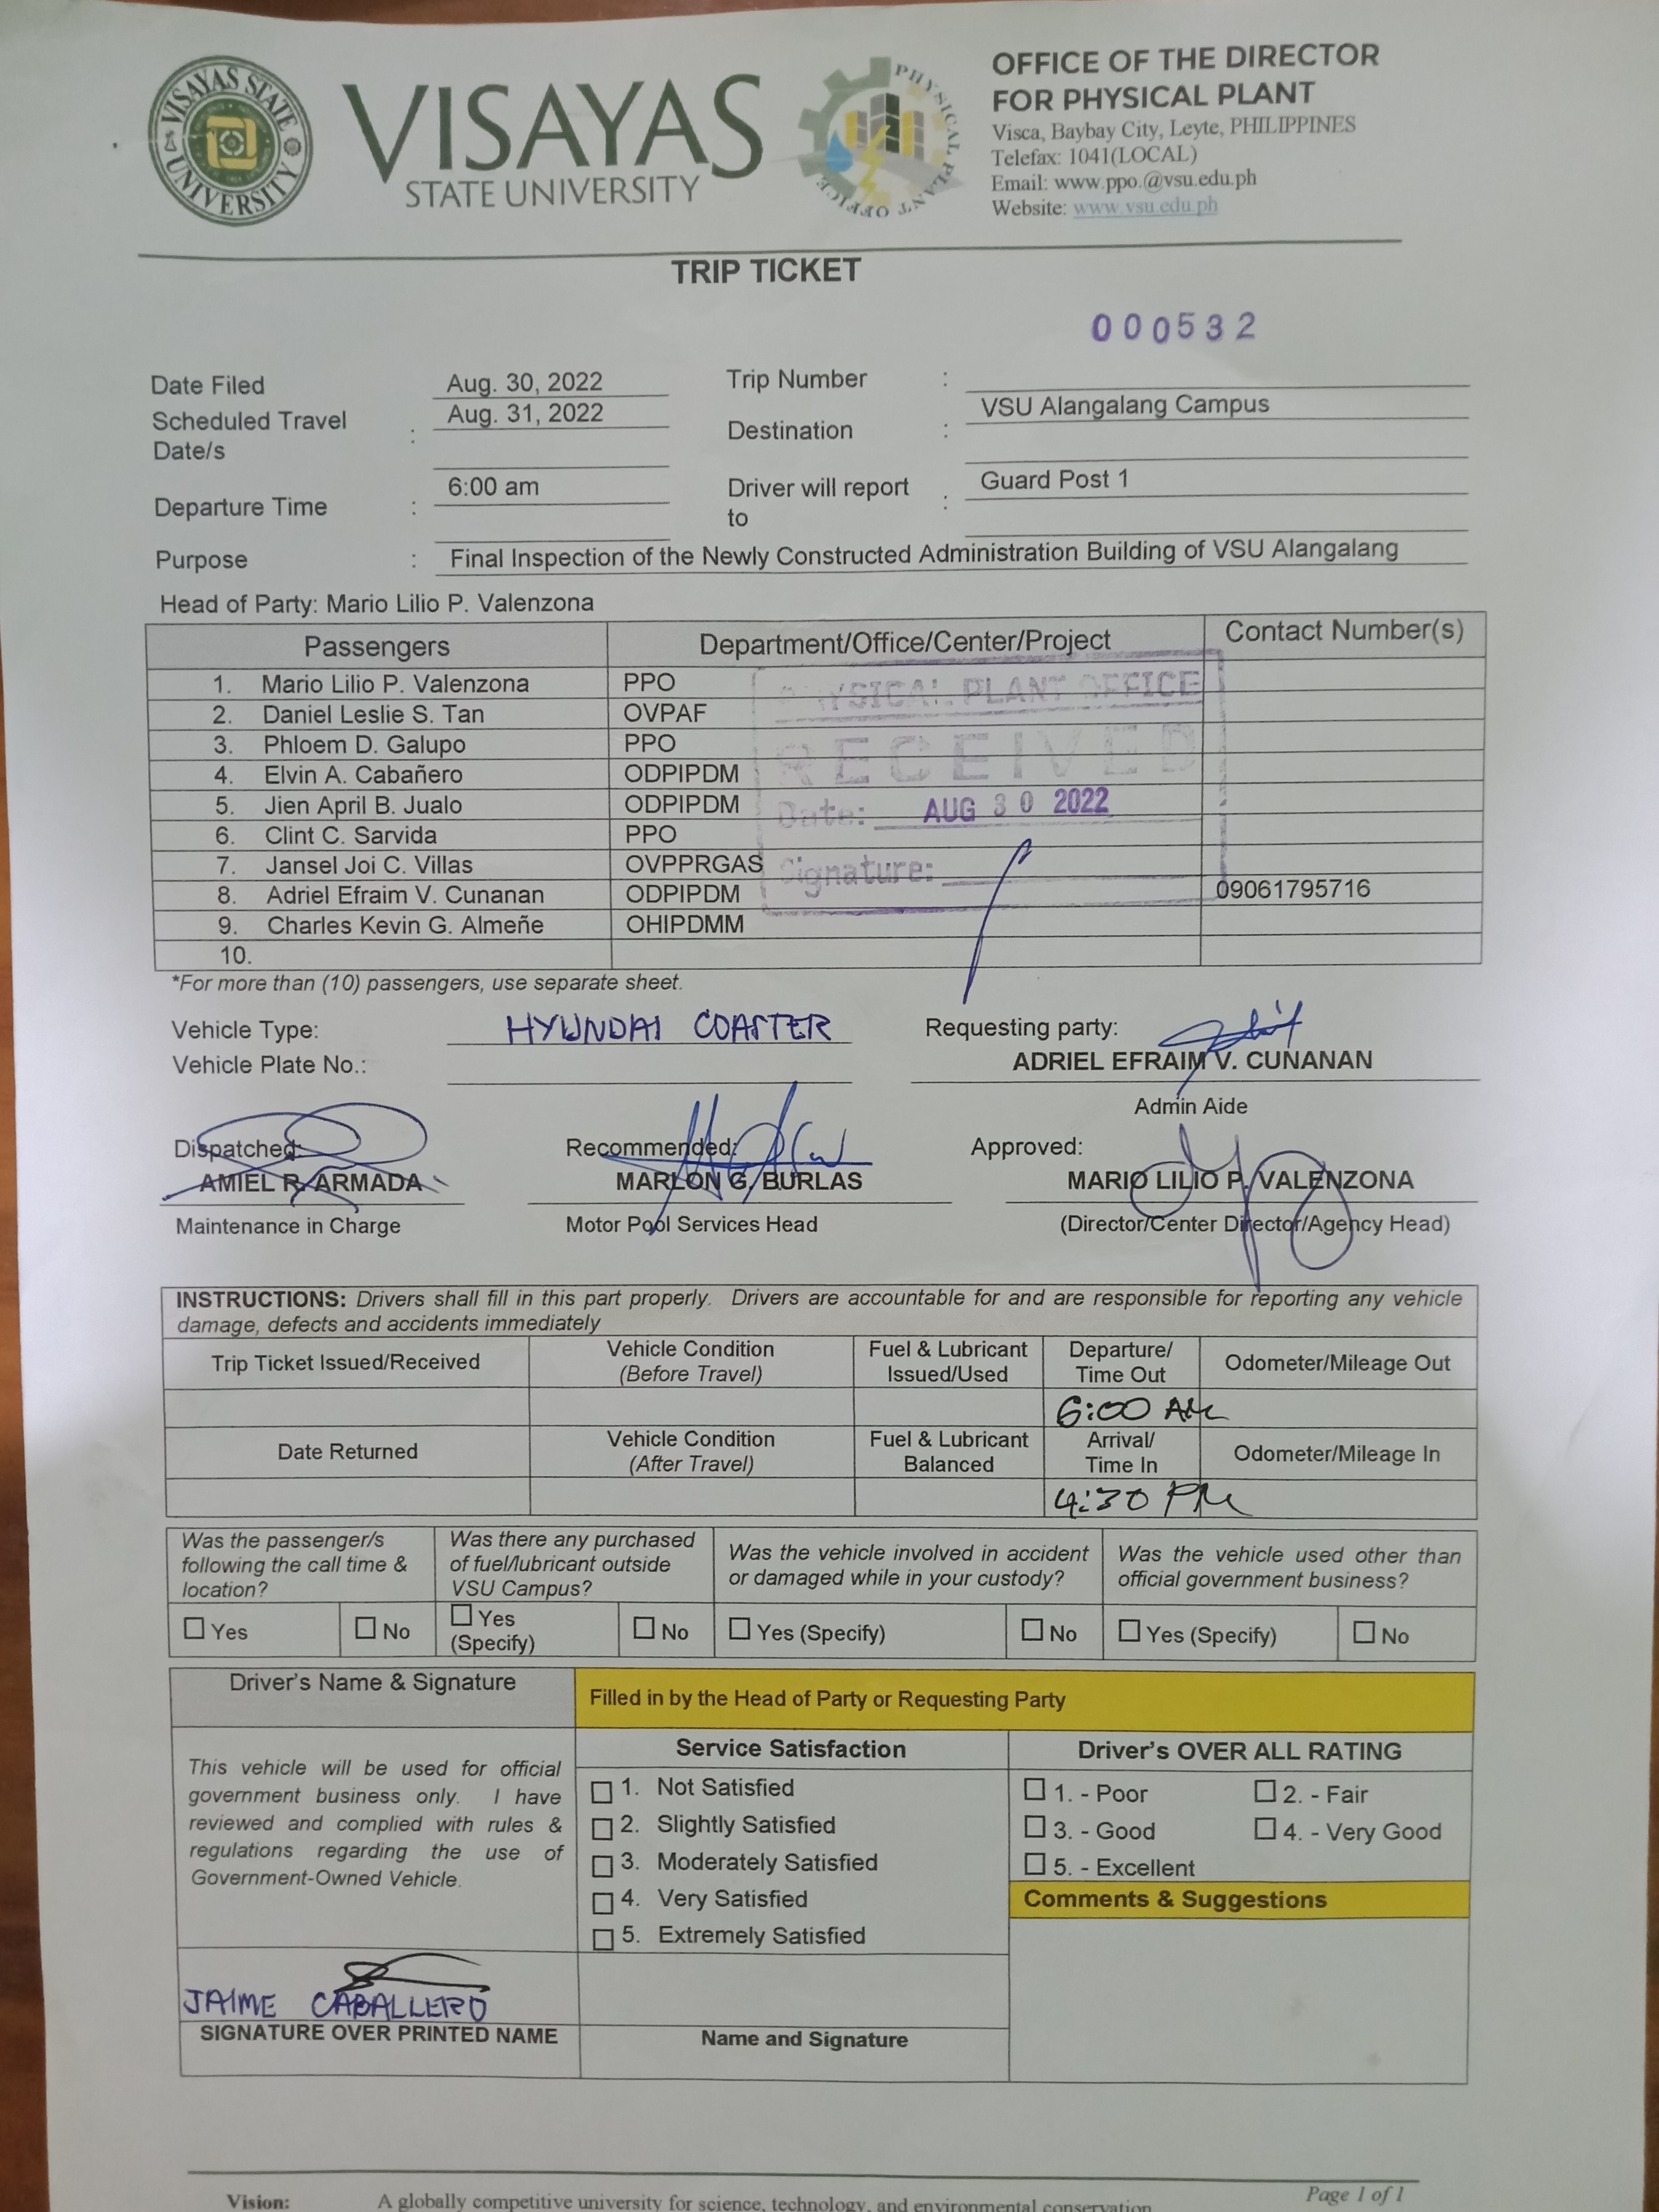 VISAYAS STATE UNIVERSITY
VISAYAS
STATE UNIVERSITY
PHYSICAL PLANT OFFICE
OFFICE OF THE DIRECTOR
FOR PHYSICAL PLANT
Visca, Baybay City, Leyte, PHILIPPINES
Telefax: 1041(LOCAL)
Email: www.ppo.@vsu.edu.ph
Website: www.vsu.edu.ph
TRIP TICKET
000532
Date Filed Aug. 30, 2022 Trip Number :
Scheduled Travel Date/s : Aug. 31, 2022 Destination : VSU Alangalang Campus
Departure Time : 6:00 am Driver will report to : Guard Post 1
Purpose : Final Inspection of the Newly Constructed Administration Building of VSU Alangalang
Head of Party: Mario Lilio P. Valenzona
Passengers Department/Office/Center/Project Contact Number(s)
1. Mario Lilio P. Valenzona PPO
2. Daniel Leslie S. Tan OVPAF
3. Phloem D. Galupo PPO
4. Elvin A. Cabañero ODPIPDM
5. Jien April B. Jualo ODPIPDM
6. Clint C. Sarvida PPO
7. Jansel Joi C. Villas OVPPRGAS
8. Adriel Efraim V. Cunanan ODPIPDM 09061795716
9. Charles Kevin G. Almeñe OHIPDMM
10.
PHYSICAL PLANT OFFICE
RECEIVED
Date: AUG 30 2022
Signature:
*For more than (10) passengers, use separate sheet.
Vehicle Type: HYUNDAI COASTER Requesting party:
Vehicle Plate No.: ADRIEL EFRAIM V. CUNANAN
Admin Aide
Dispatched: Recommended: Approved:
AMIEL R. ARMADA MARLON G. BURLAS MARIO LILIO P. VALENZONA
Maintenance in Charge Motor Pool Services Head (Director/Center Director/Agency Head)
INSTRUCTIONS: Drivers shall fill in this part properly. Drivers are accountable for and are responsible for reporting any vehicle
damage, defects and accidents immediately
Trip Ticket Issued/Received Vehicle Condition (Before Travel) Fuel & Lubricant Issued/Used Departure/ Time Out Odometer/Mileage Out
6:00 AM
Date Returned Vehicle Condition (After Travel) Fuel & Lubricant Balanced Arrival/ Time In Odometer/Mileage In
4:30 PM
Was the passenger/s following the call time & location? Was there any purchased of fuel/lubricant outside VSU Campus? Was the vehicle involved in accident or damaged while in your custody? Was the vehicle used other than official government business?
Yes No Yes (Specify) No Yes (Specify) No Yes (Specify) No
Driver's Name & Signature
Filled in by the Head of Party or Requesting Party
This vehicle will be used for official
government business only. I have
reviewed and complied with rules &
regulations regarding the use of
Government-Owned Vehicle.
Service Satisfaction
1. Not Satisfied
2. Slightly Satisfied
3. Moderately Satisfied
4. Very Satisfied
5. Extremely Satisfied
Driver's OVER ALL RATING
1. - Poor 2. - Fair
3. - Good 4. - Very Good
5. - Excellent
Comments & Suggestions
JAIME CABALLERO
SIGNATURE OVER PRINTED NAME
Name and Signature
Page 1 of 1
Vision: A globally competitive university for science, technology, and environmental conservation